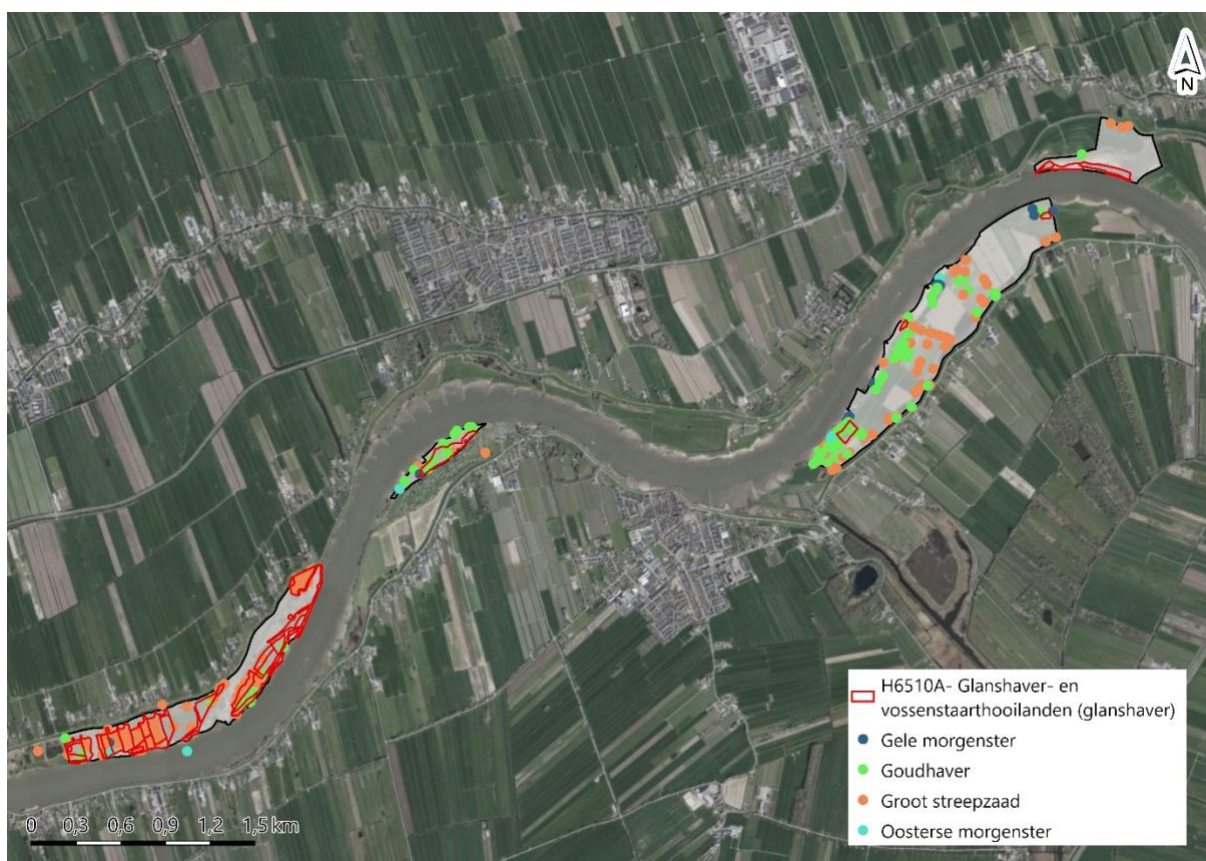 N
H6510A- Glanshaver- en
vossenstaarthooilanden (glanshaver)
Gele morgenster
Goudhaver
Groot streepzaad
Oosterse morgenster
0 0,3 0,6 0,9 1,2 1,5 km